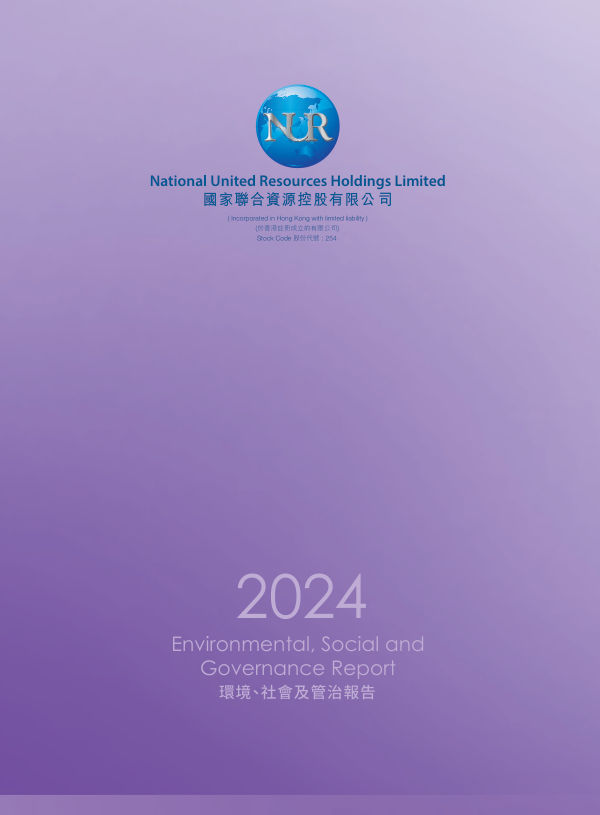 NUR
National United Resources Holdings Limited
國家聯合資源控股有限公司
( Incorporated in Hong Kong with limited liability )
(於香港註冊成立的有限公司)
Stock Code 股份代號 : 254
2024
Environmental, Social and
Governance Report
環境、社會及管治報告